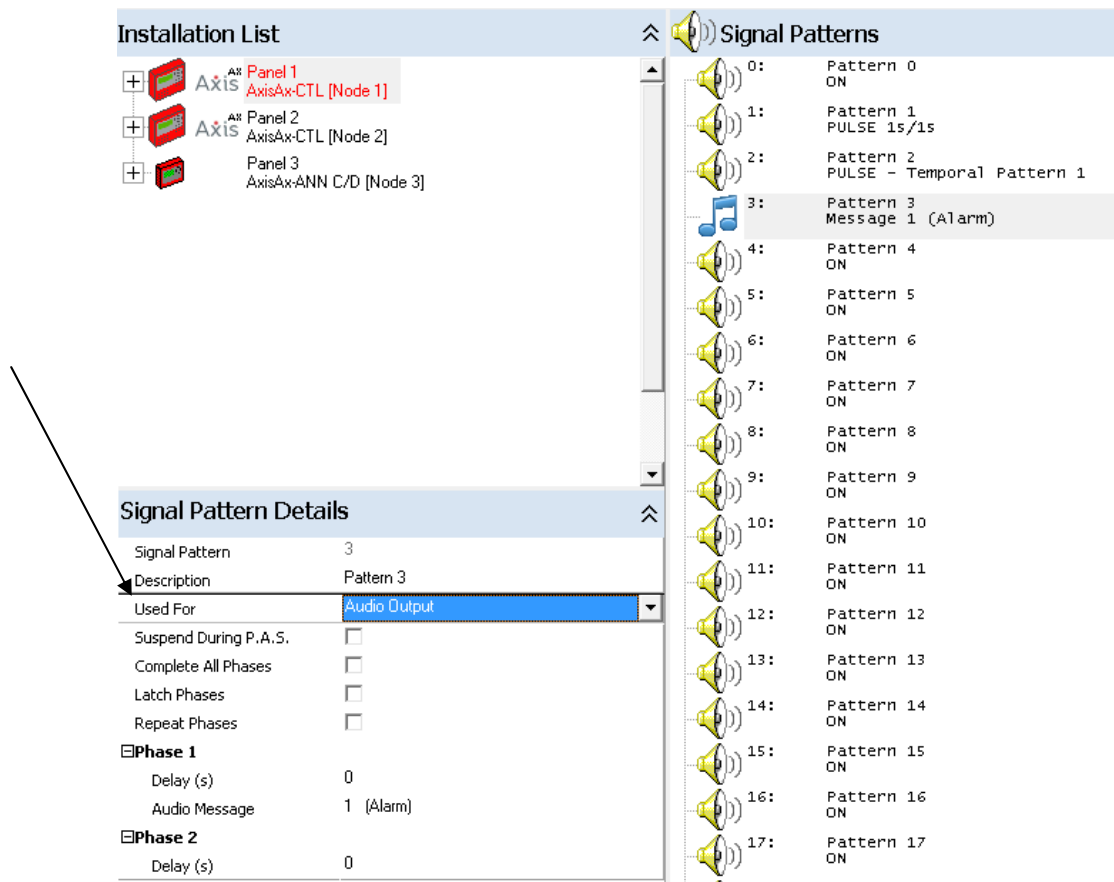 Installation List
Axis AX Panel 1
AxisAx-CTL [Node 1]
Axis AX Panel 2
AxisAx-CTL [Node 2]
Panel 3
AxisAx-ANN C/D [Node 3]
Signal Pattern Details
Signal Pattern 3
Description Pattern 3
Used For Audio Output
Suspend During P.A.S.
Complete All Phases
Latch Phases
Repeat Phases
Phase 1
Delay (s) 0
Audio Message 1 (Alarm)
Phase 2
Delay (s) 0
Signal Patterns
0: Pattern 0
ON
1: Pattern 1
PULSE 1s/1s
2: Pattern 2
PULSE - Temporal Pattern 1
3: Pattern 3
Message 1 (Alarm)
4: Pattern 4
ON
5: Pattern 5
ON
6: Pattern 6
ON
7: Pattern 7
ON
8: Pattern 8
ON
9: Pattern 9
ON
10: Pattern 10
ON
11: Pattern 11
ON
12: Pattern 12
ON
13: Pattern 13
ON
14: Pattern 14
ON
15: Pattern 15
ON
16: Pattern 16
ON
17: Pattern 17
ON